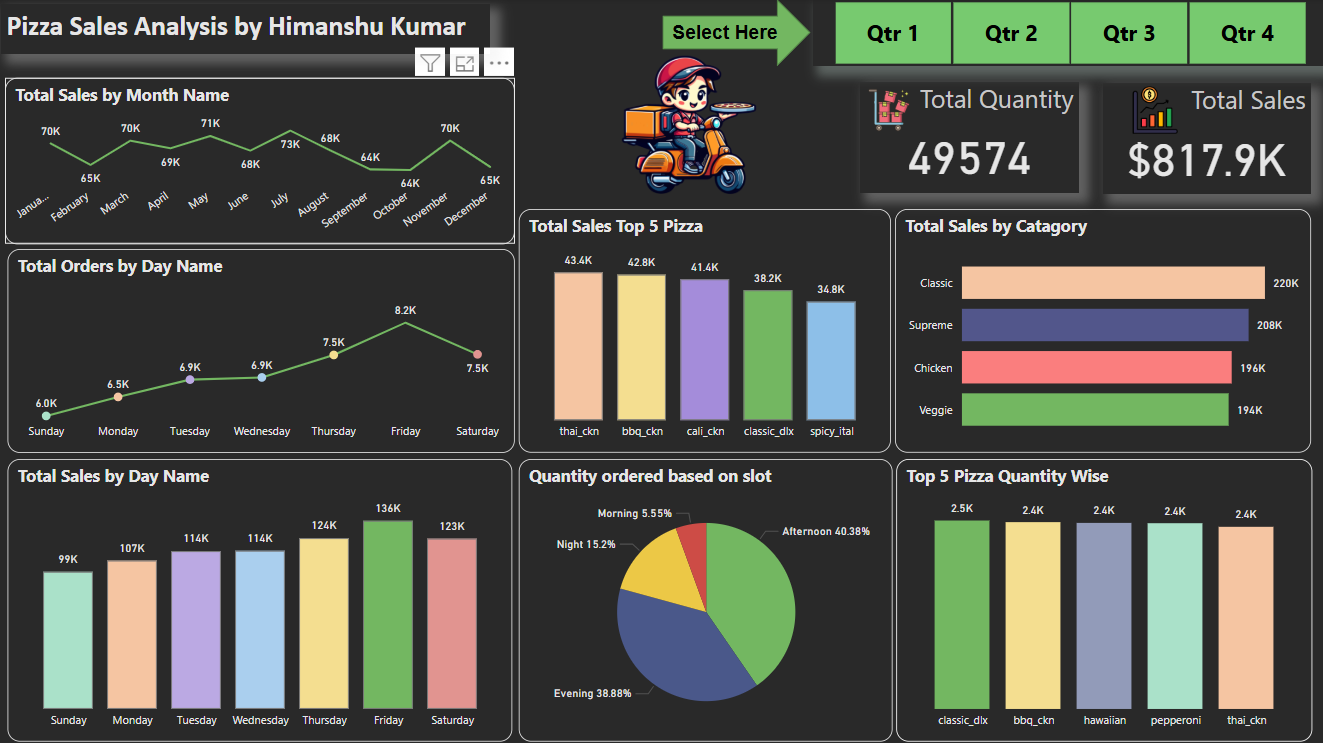 Pizza Sales Analysis by Himanshu Kumar
Select Here
Qtr 1
Qtr 2
Qtr 3
Qtr 4
Total Quantity
49574
Total Sales
$817.9K
Total Sales by Month Name
70K
65K
70K
69K
71K
68K
73K
68K
64K
64K
70K
65K
Janua...
February
March
April
May
June
July
August
September
October
November
December
Total Orders by Day Name
6.0K
6.5K
6.9K
6.9K
7.5K
8.2K
7.5K
Sunday
Monday
Tuesday
Wednesday
Thursday
Friday
Saturday
Total Sales Top 5 Pizza
43.4K
42.8K
41.4K
38.2K
34.8K
thai_ckn
bbq_ckn
cali_ckn
classic_dlx
spicy_ital
Total Sales by Catagory
Classic 220K
Supreme 208K
Chicken 196K
Veggie 194K
Total Sales by Day Name
99K
107K
114K
114K
124K
136K
123K
Sunday
Monday
Tuesday
Wednesday
Thursday
Friday
Saturday
Quantity ordered based on slot
Morning 5.55%
Afternoon 40.38%
Night 15.2%
Evening 38.88%
Top 5 Pizza Quantity Wise
2.5K
2.4K
2.4K
2.4K
2.4K
classic_dlx
bbq_ckn
hawaiian
pepperoni
thai_ckn